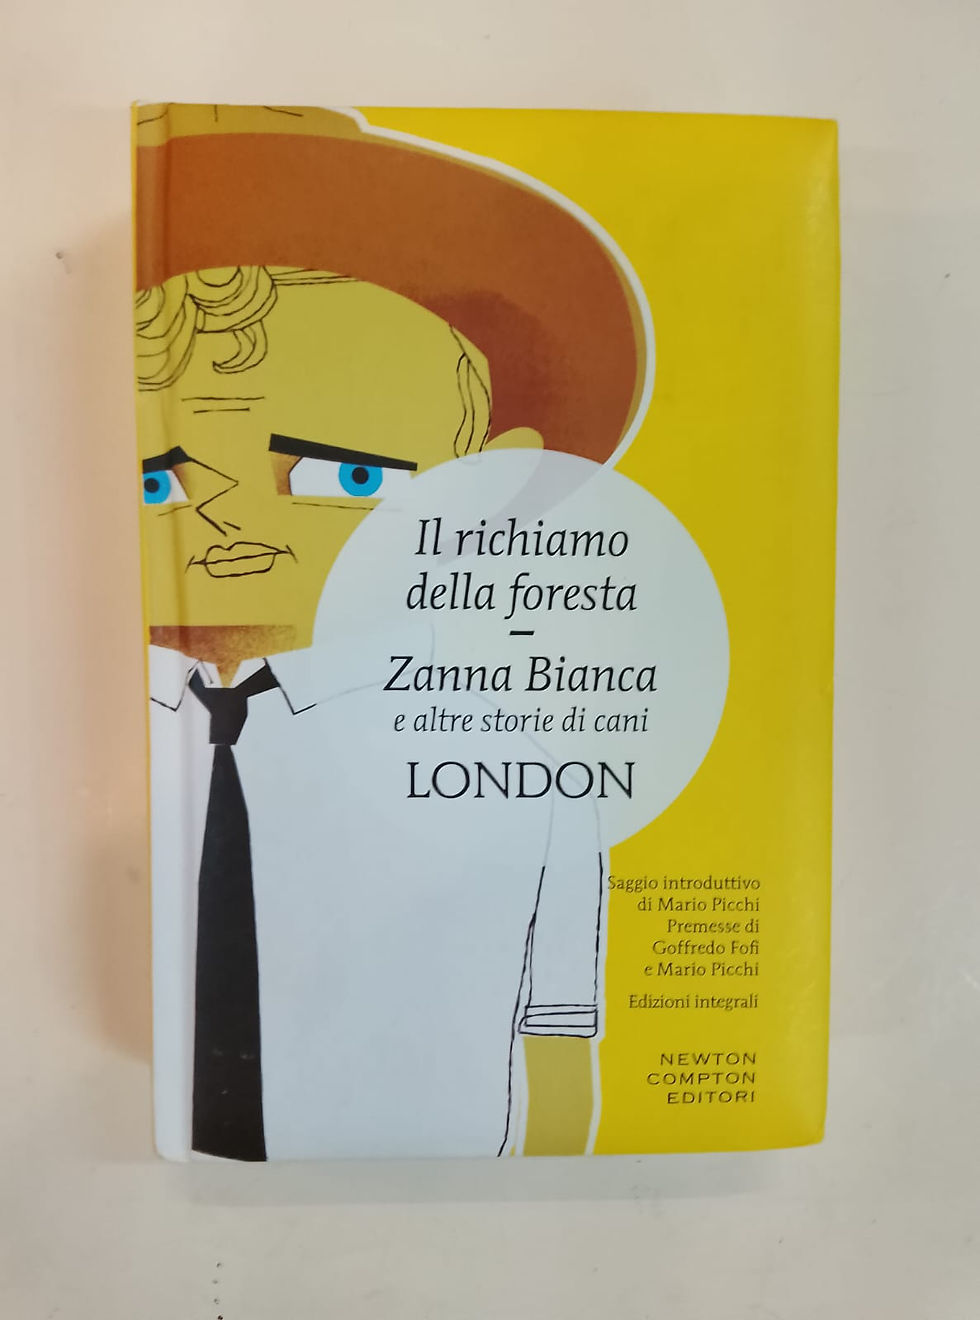 Il richiamo
della foresta
–
Zanna Bianca
e altre storie di cani
LONDON
Saggio introduttivo
di Mario Picchi
Premesse di
Goffredo Fofi
e Mario Picchi
Edizioni integrali
NEWTON
COMPTON
EDITORI